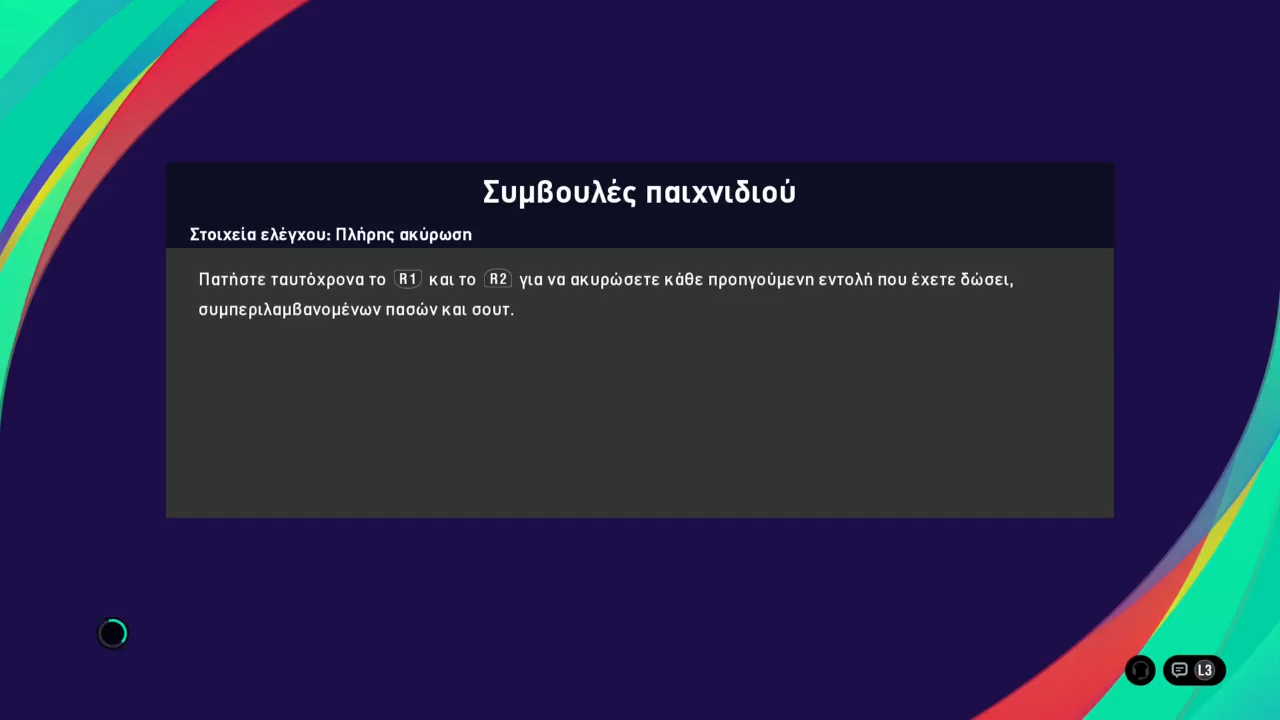 Συμβουλές παιχνιδιού
Στοιχεία ελέγχου: Πλήρης ακύρωση
Πατήστε ταυτόχρονα το R1 και το R2 για να ακυρώσετε κάθε προηγούμενη εντολή που έχετε δώσει,
συμπεριλαμβανομένων πασών και σουτ.
L3